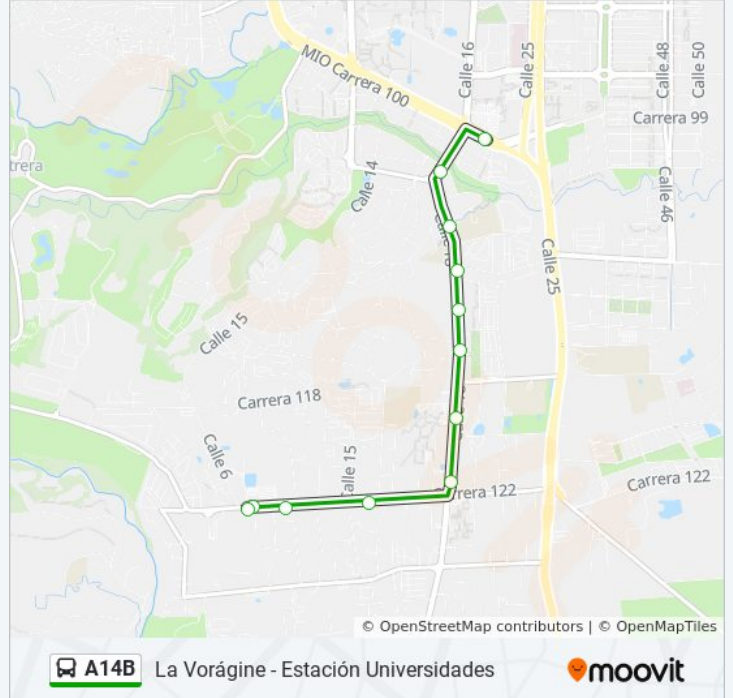 MIO Carrera 100
Calle 16
Calle 25
Calle 48
Calle 50
Carrera 99
trera
Calle 14
Calle 46
Calle 25
Calle 15
Carrera 118
Calle 6
Calle 15
rrera 122
Carrera 122
© OpenStreetMap contributors | © OpenMapTiles
A14B La Vorágine - Estación Universidades moovit